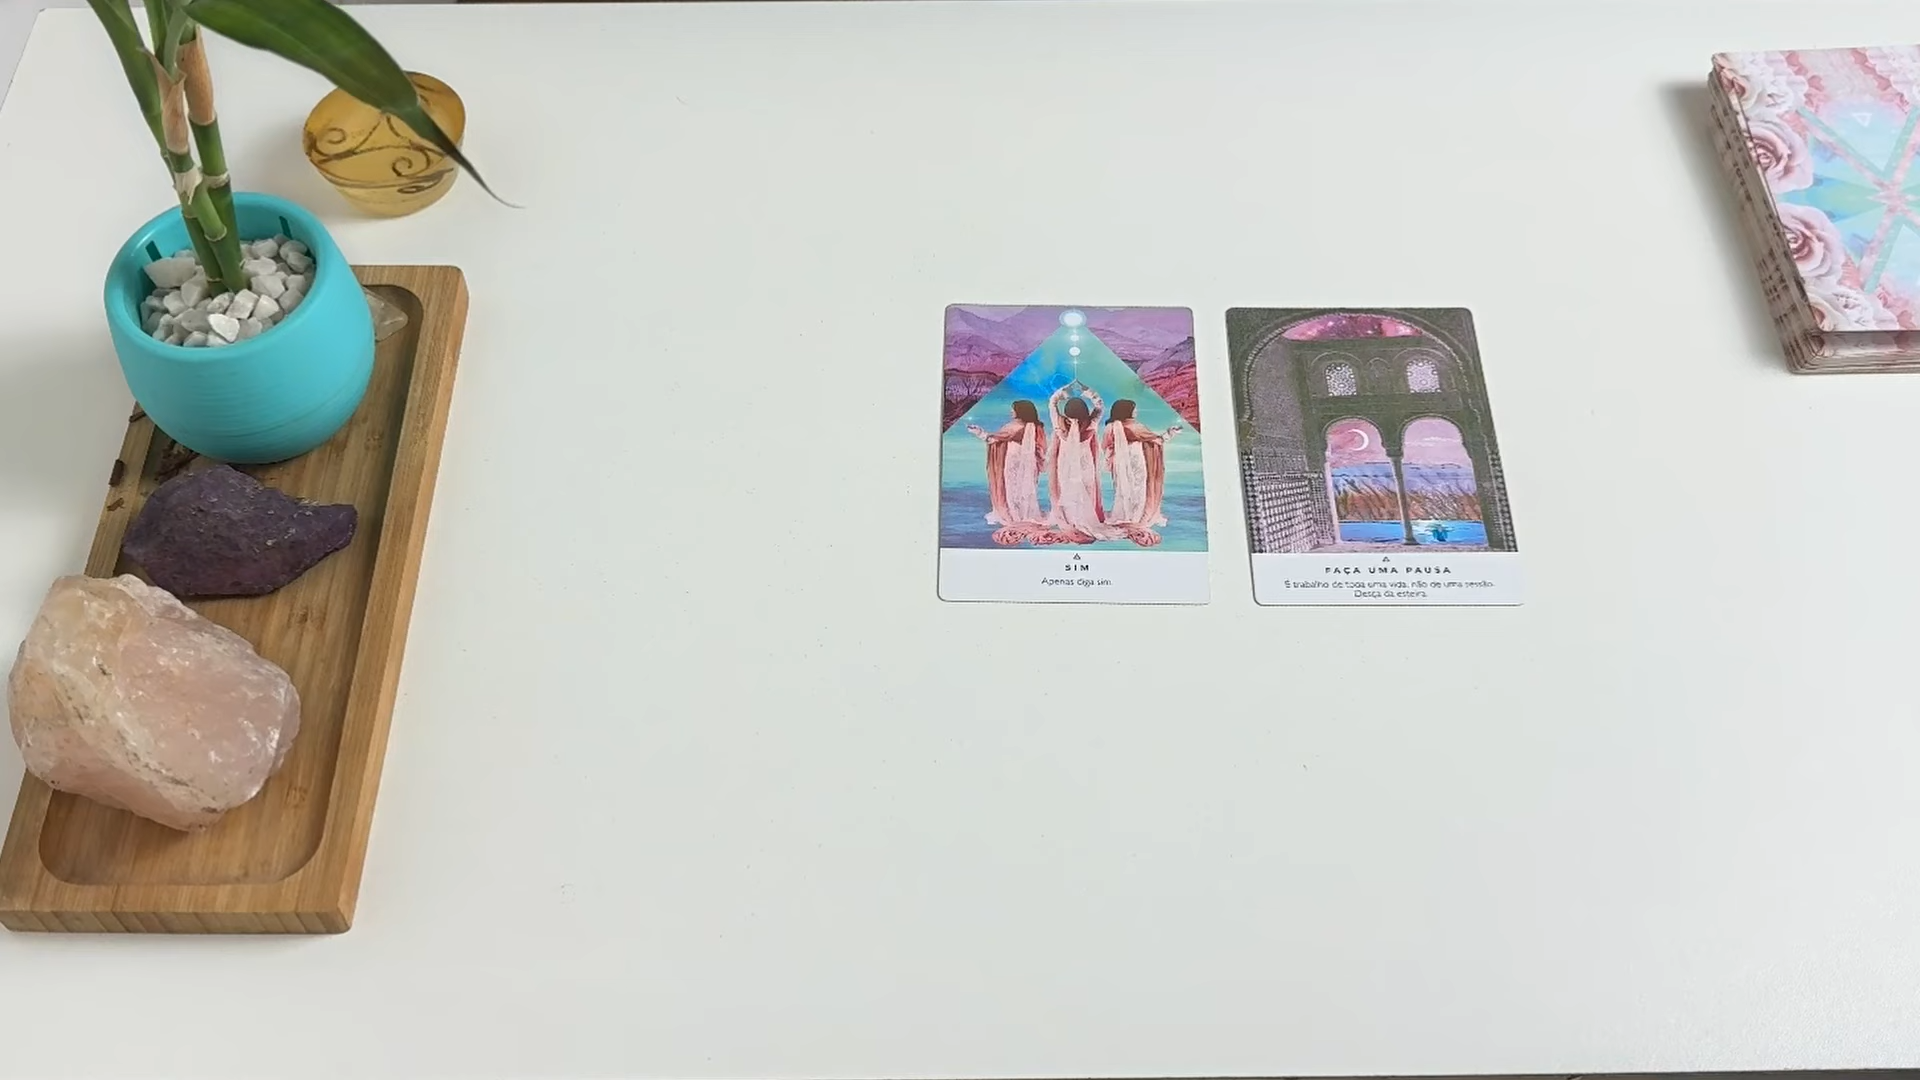 SIM
Apenas diga sim.
FAÇA UMA PAUSA
É trabalho de toda uma vida, não de uma sessão.
Desça da esteira.